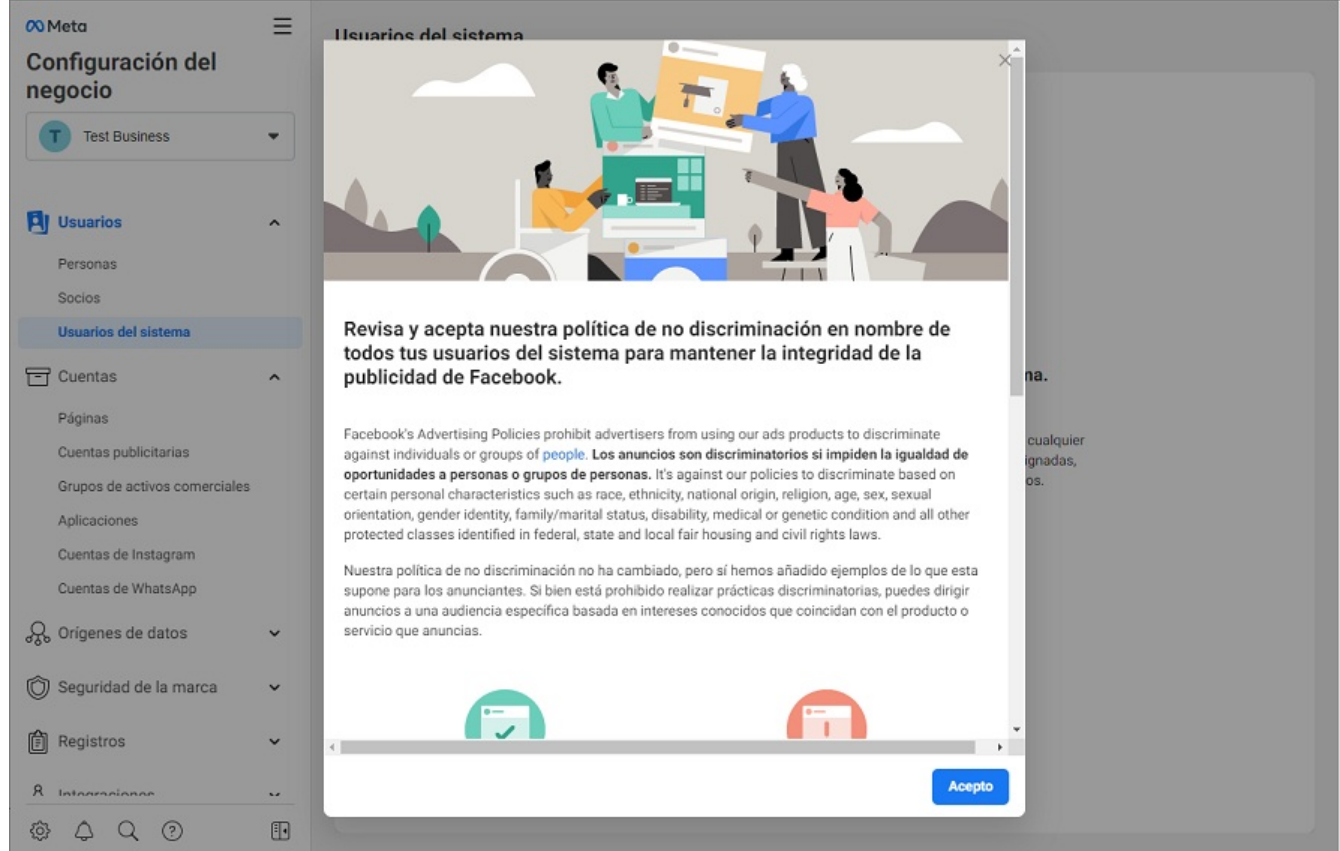 Meta
Configuración del
negocio
T Test Business
Usuarios
Personas
Socios
Usuarios del sistema
Cuentas
Páginas
Cuentas publicitarias
Grupos de activos comerciales
Aplicaciones
Cuentas de Instagram
Cuentas de WhatsApp
Orígenes de datos
Seguridad de la marca
Registros
Integraciones
Usuarios del sistema
Revisa y acepta nuestra política de no discriminación en nombre de
todos tus usuarios del sistema para mantener la integridad de la
publicidad de Facebook.
Facebook's Advertising Policies prohibit advertisers from using our ads products to discriminate
against individuals or groups of people. Los anuncios son discriminatorios si impiden la igualdad de
oportunidades a personas o grupos de personas. It's against our policies to discriminate based on
certain personal characteristics such as race, ethnicity, national origin, religion, age, sex, sexual
orientation, gender identity, family/marital status, disability, medical or genetic condition and all other
protected classes identified in federal, state and local fair housing and civil rights laws.
Nuestra política de no discriminación no ha cambiado, pero sí hemos añadido ejemplos de lo que esta
supone para los anunciantes. Si bien está prohibido realizar prácticas discriminatorias, puedes dirigir
anuncios a una audiencia específica basada en intereses conocidos que coincidan con el producto o
servicio que anuncias.
Acepto
na.
cualquier
ignadas,
os.